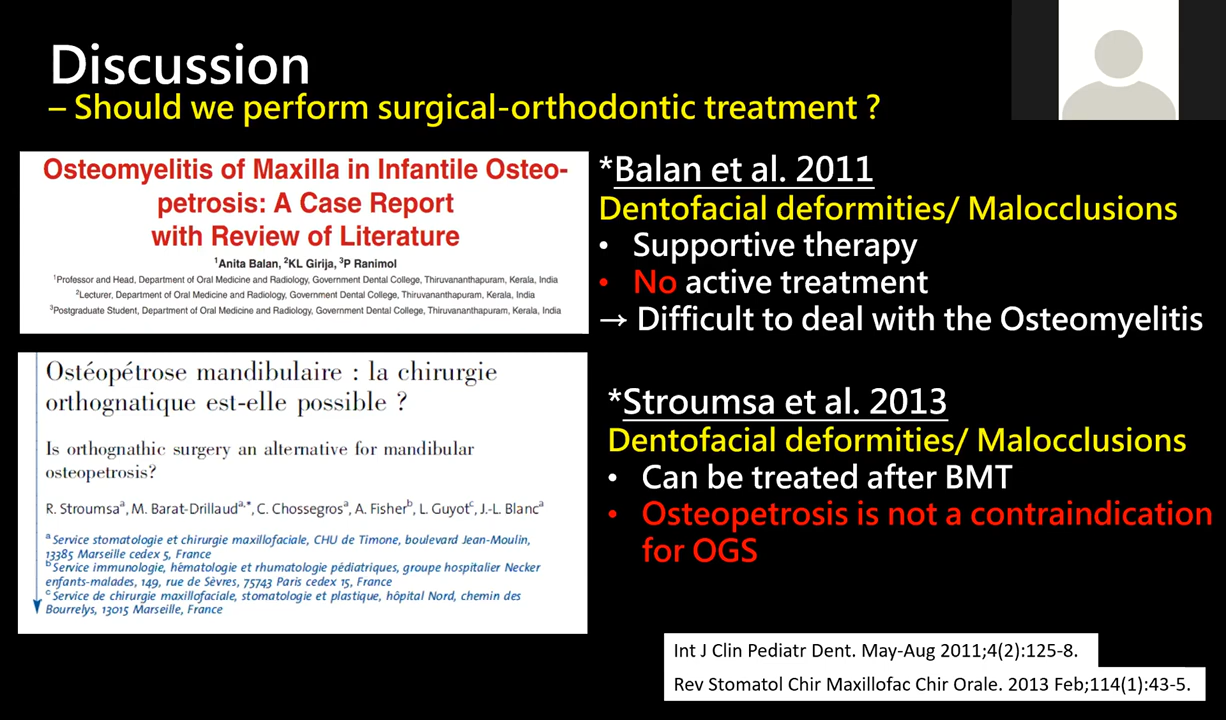 Discussion
– Should we perform surgical-orthodontic treatment ?
Osteomyelitis of Maxilla in Infantile Osteo-
petrosis: A Case Report
with Review of Literature
¹Anita Balan, ²KL Girija, ³P Ranimol
¹Professor and Head, Department of Oral Medicine and Radiology, Government Dental College, Thiruvananthapuram, Kerala, India
²Lecturer, Department of Oral Medicine and Radiology, Government Dental College, Thiruvananthapuram, Kerala, India
³Postgraduate Student, Department of Oral Medicine and Radiology, Government Dental College, Thiruvananthapuram, Kerala, India
*Balan et al. 2011
Dentofacial deformities/ Malocclusions
• Supportive therapy
• No active treatment
→ Difficult to deal with the Osteomyelitis
Ostéopétrose mandibulaire : la chirurgie
orthognatique est-elle possible ?
Is orthognathic surgery an alternative for mandibular
osteopetrosis?
R. Stroumsaᵃ, M. Barat-Drillaudᵃ,*, C. Chossegrosᵃ, A. Fisherᵇ, L. Guyotᶜ, J.-L. Blancᵃ
ᵃ Service stomatologie et chirurgie maxillofaciale, CHU de Timone, boulevard Jean-Moulin,
13385 Marseille cedex 5, France
ᵇ Service immunologie, hématologie et rhumatologie pédiatriques, groupe hospitalier Necker
enfants-malades, 149, rue de Sèvres, 75743 Paris cedex 15, France
ᶜ Service de chirurgie maxillofaciale, stomatologie et plastique, hôpital Nord, chemin des
Bourrelys, 13015 Marseille, France
*Stroumsa et al. 2013
Dentofacial deformities/ Malocclusions
• Can be treated after BMT
• Osteopetrosis is not a contraindication
for OGS
Int J Clin Pediatr Dent. May-Aug 2011;4(2):125-8.
Rev Stomatol Chir Maxillofac Chir Orale. 2013 Feb;114(1):43-5.